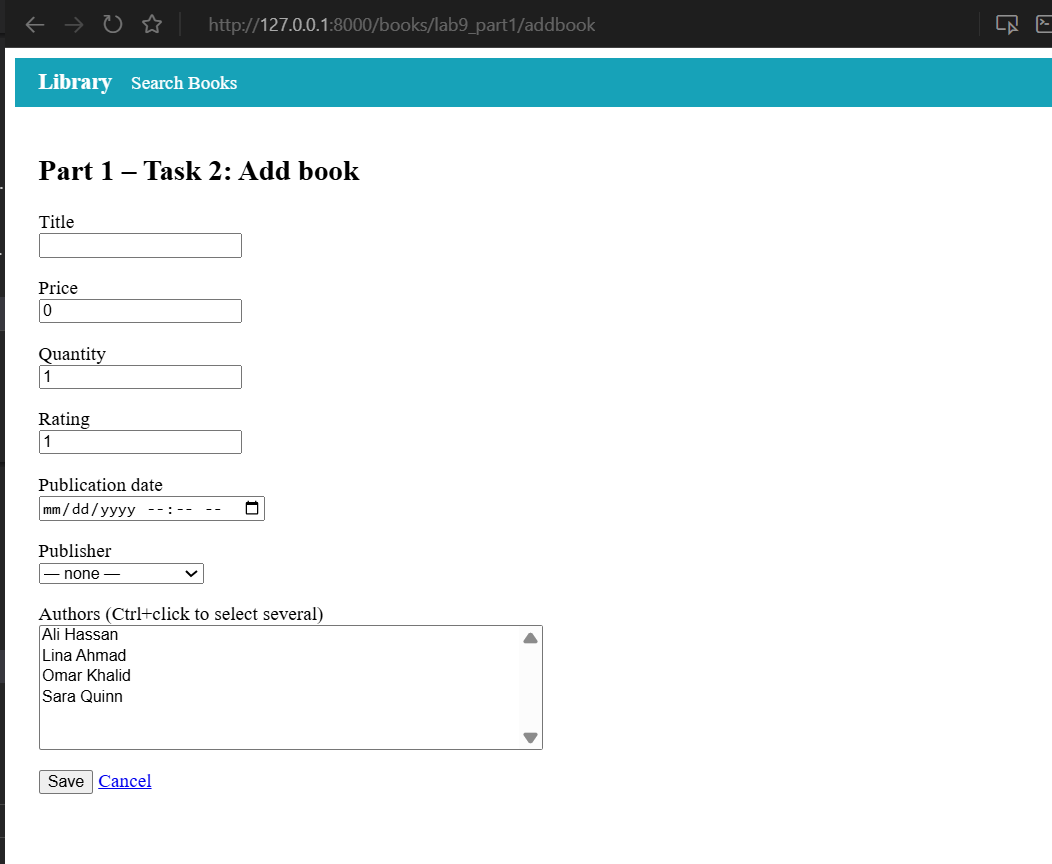 http://127.0.0.1:8000/books/lab9_part1/addbook
Library Search Books
Part 1 – Task 2: Add book
Title
Price
0
Quantity
1
Rating
1
Publication date
mm/dd/yyyy --:-- --
Publisher
— none —
Authors (Ctrl+click to select several)
Ali Hassan
Lina Ahmad
Omar Khalid
Sara Quinn
Save Cancel